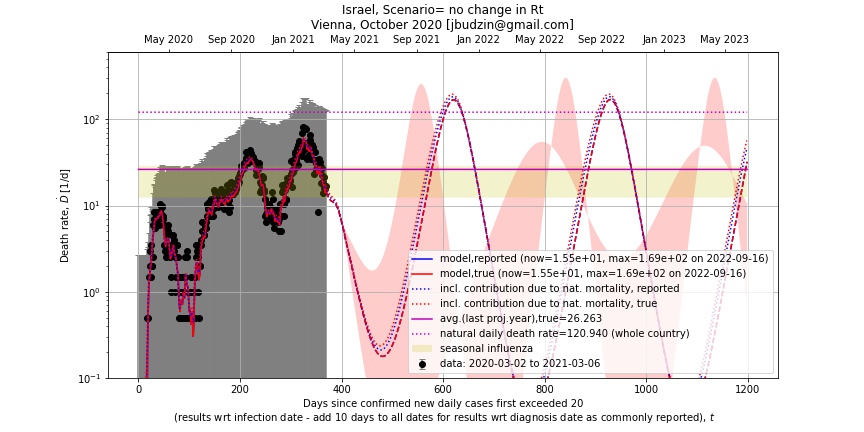 Israel, Scenario= no change in Rt
Vienna, October 2020 [jbudzin@gmail.com]
May 2020 Sep 2020 Jan 2021 May 2021 Sep 2021 Jan 2022 May 2022 Sep 2022 Jan 2023 May 2023
Death rate, D [1/d]
10²
10¹
10⁰
10⁻¹
model,reported (now=1.55e+01, max=1.69e+02 on 2022-09-16)
model,true (now=1.55e+01, max=1.69e+02 on 2022-09-16)
incl. contribution due to nat. mortality, reported
incl. contribution due to nat. mortality, true
avg.(last proj.year),true=26.263
natural daily death rate=120.940 (whole country)
seasonal influenza
data: 2020-03-02 to 2021-03-06
0 200 400 600 800 1000 1200
Days since confirmed new daily cases first exceeded 20
(results wrt infection date - add 10 days to all dates for results wrt diagnosis date as commonly reported), t